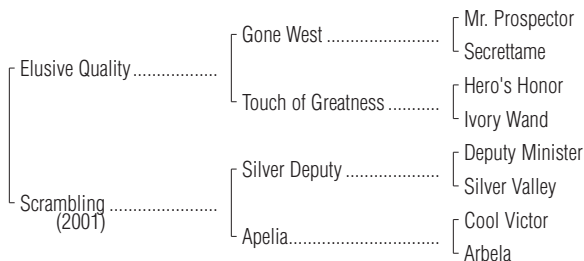 Mr. Prospector
Gone West ......................
Secrettame
Elusive Quality ................
Hero's Honor
Touch of Greatness ..........
Ivory Wand
Deputy Minister
Silver Deputy ...................
Silver Valley
Scrambling .....................
(2001)
Cool Victor
Apelia.............................
Arbela